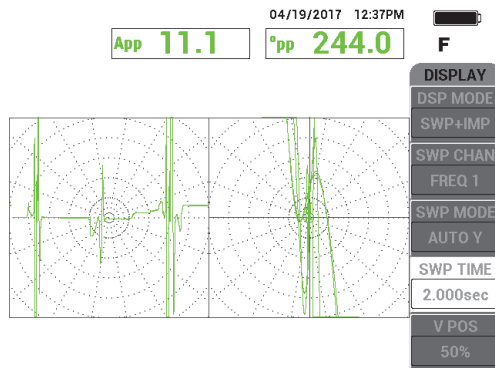 04/19/2017 12:37PM
App 11.1
°pp 244.0
F
DISPLAY
DSP MODE
SWP+IMP
SWP CHAN
FREQ 1
SWP MODE
AUTO Y
SWP TIME
2.000sec
V POS
50%